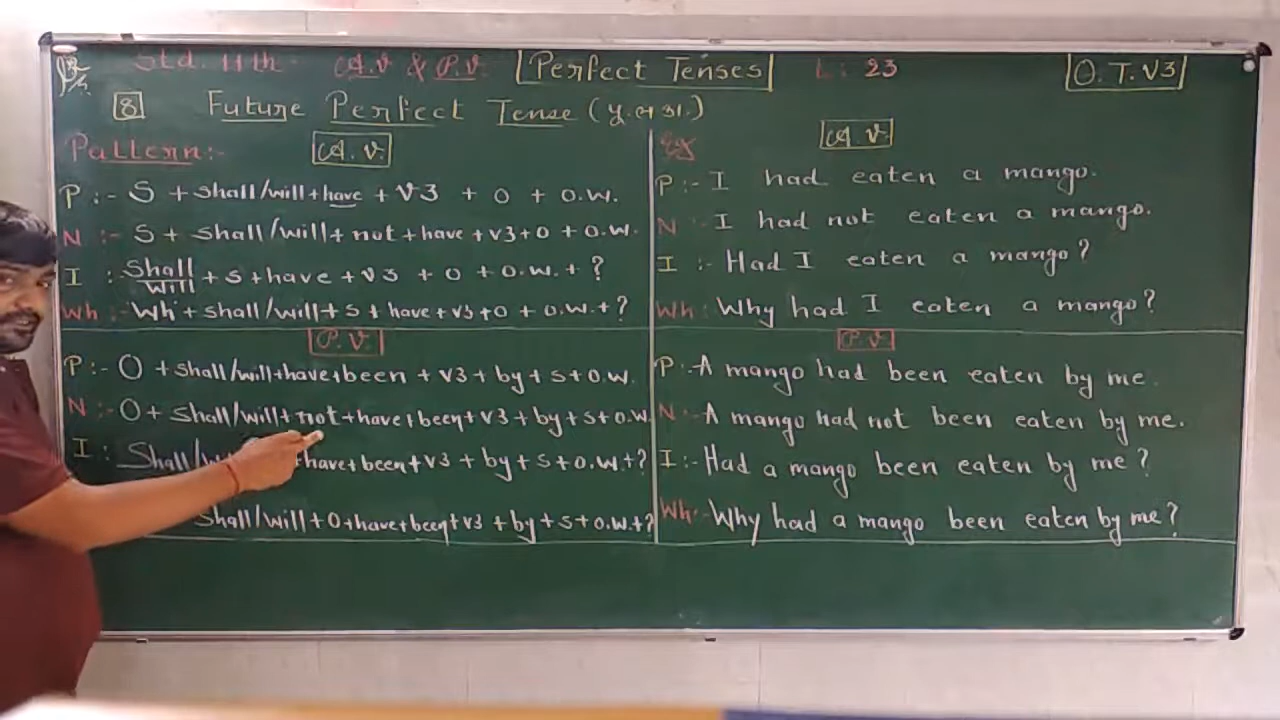 Std. 11th A.V & P.V. Perfect Tenses L: 23 O.T.V3
8 Future Perfect Tense (પૂ.ભ.કા.)
Pattern:- A.V.
P :- S + shall/will + have + V3 + O + O.W.
N :- S + shall/will + not + have + V3 + O + O.W.
I : Shall/Will + S + have + V3 + O + O.W. + ?
Wh :- Wh + shall/will + S + have + V3 + O + O.W. + ?
P.V.
P :- O + shall/will + have + been + V3 + by + S + O.W.
N :- O + shall/will + not + have + been + V3 + by + S + O.W.
I : Shall/ + have + been + V3 + by + S + O.W. + ?
Shall/will + O + have + been + V3 + by + S + O.W. + ?
Ex A.V.
P :- I had eaten a mango.
N I had not eaten a mango.
I :- Had I eaten a mango?
Wh : Why had I eaten a mango?
P.V.
P :- A mango had been eaten by me.
N :- A mango had not been eaten by me.
I :- Had a mango been eaten by me?
Wh :- Why had a mango been eaten by me?